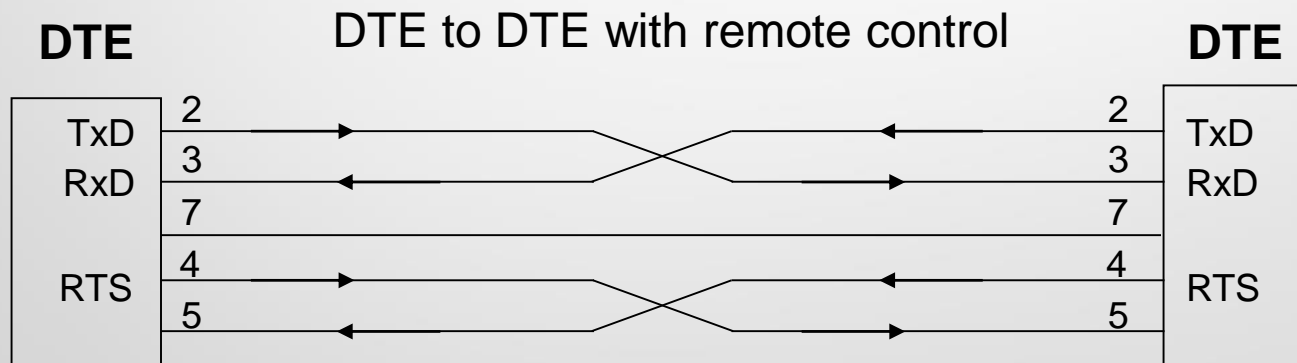 DTE to DTE with remote control
DTE DTE
2 2
TxD TxD
3 3
RxD RxD
7 7
4 4
RTS RTS
5 5